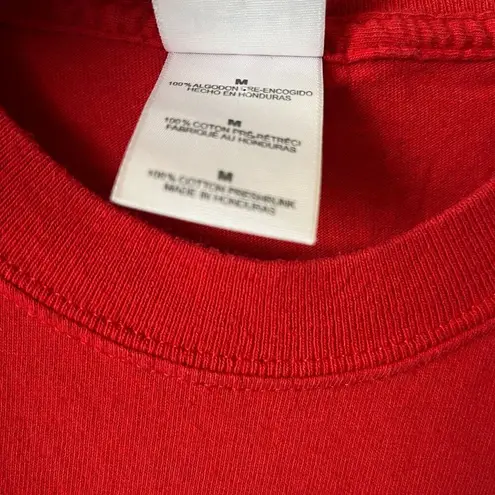 M
100% ALGODON PRE-ENCOGIDO
HECHO EN HONDURAS
M
100% COTON PRÉ-RÉTRÉCI
FABRIQUÉ AU HONDURAS
M
100% COTTON PRESHRUNK
MADE IN HONDURAS